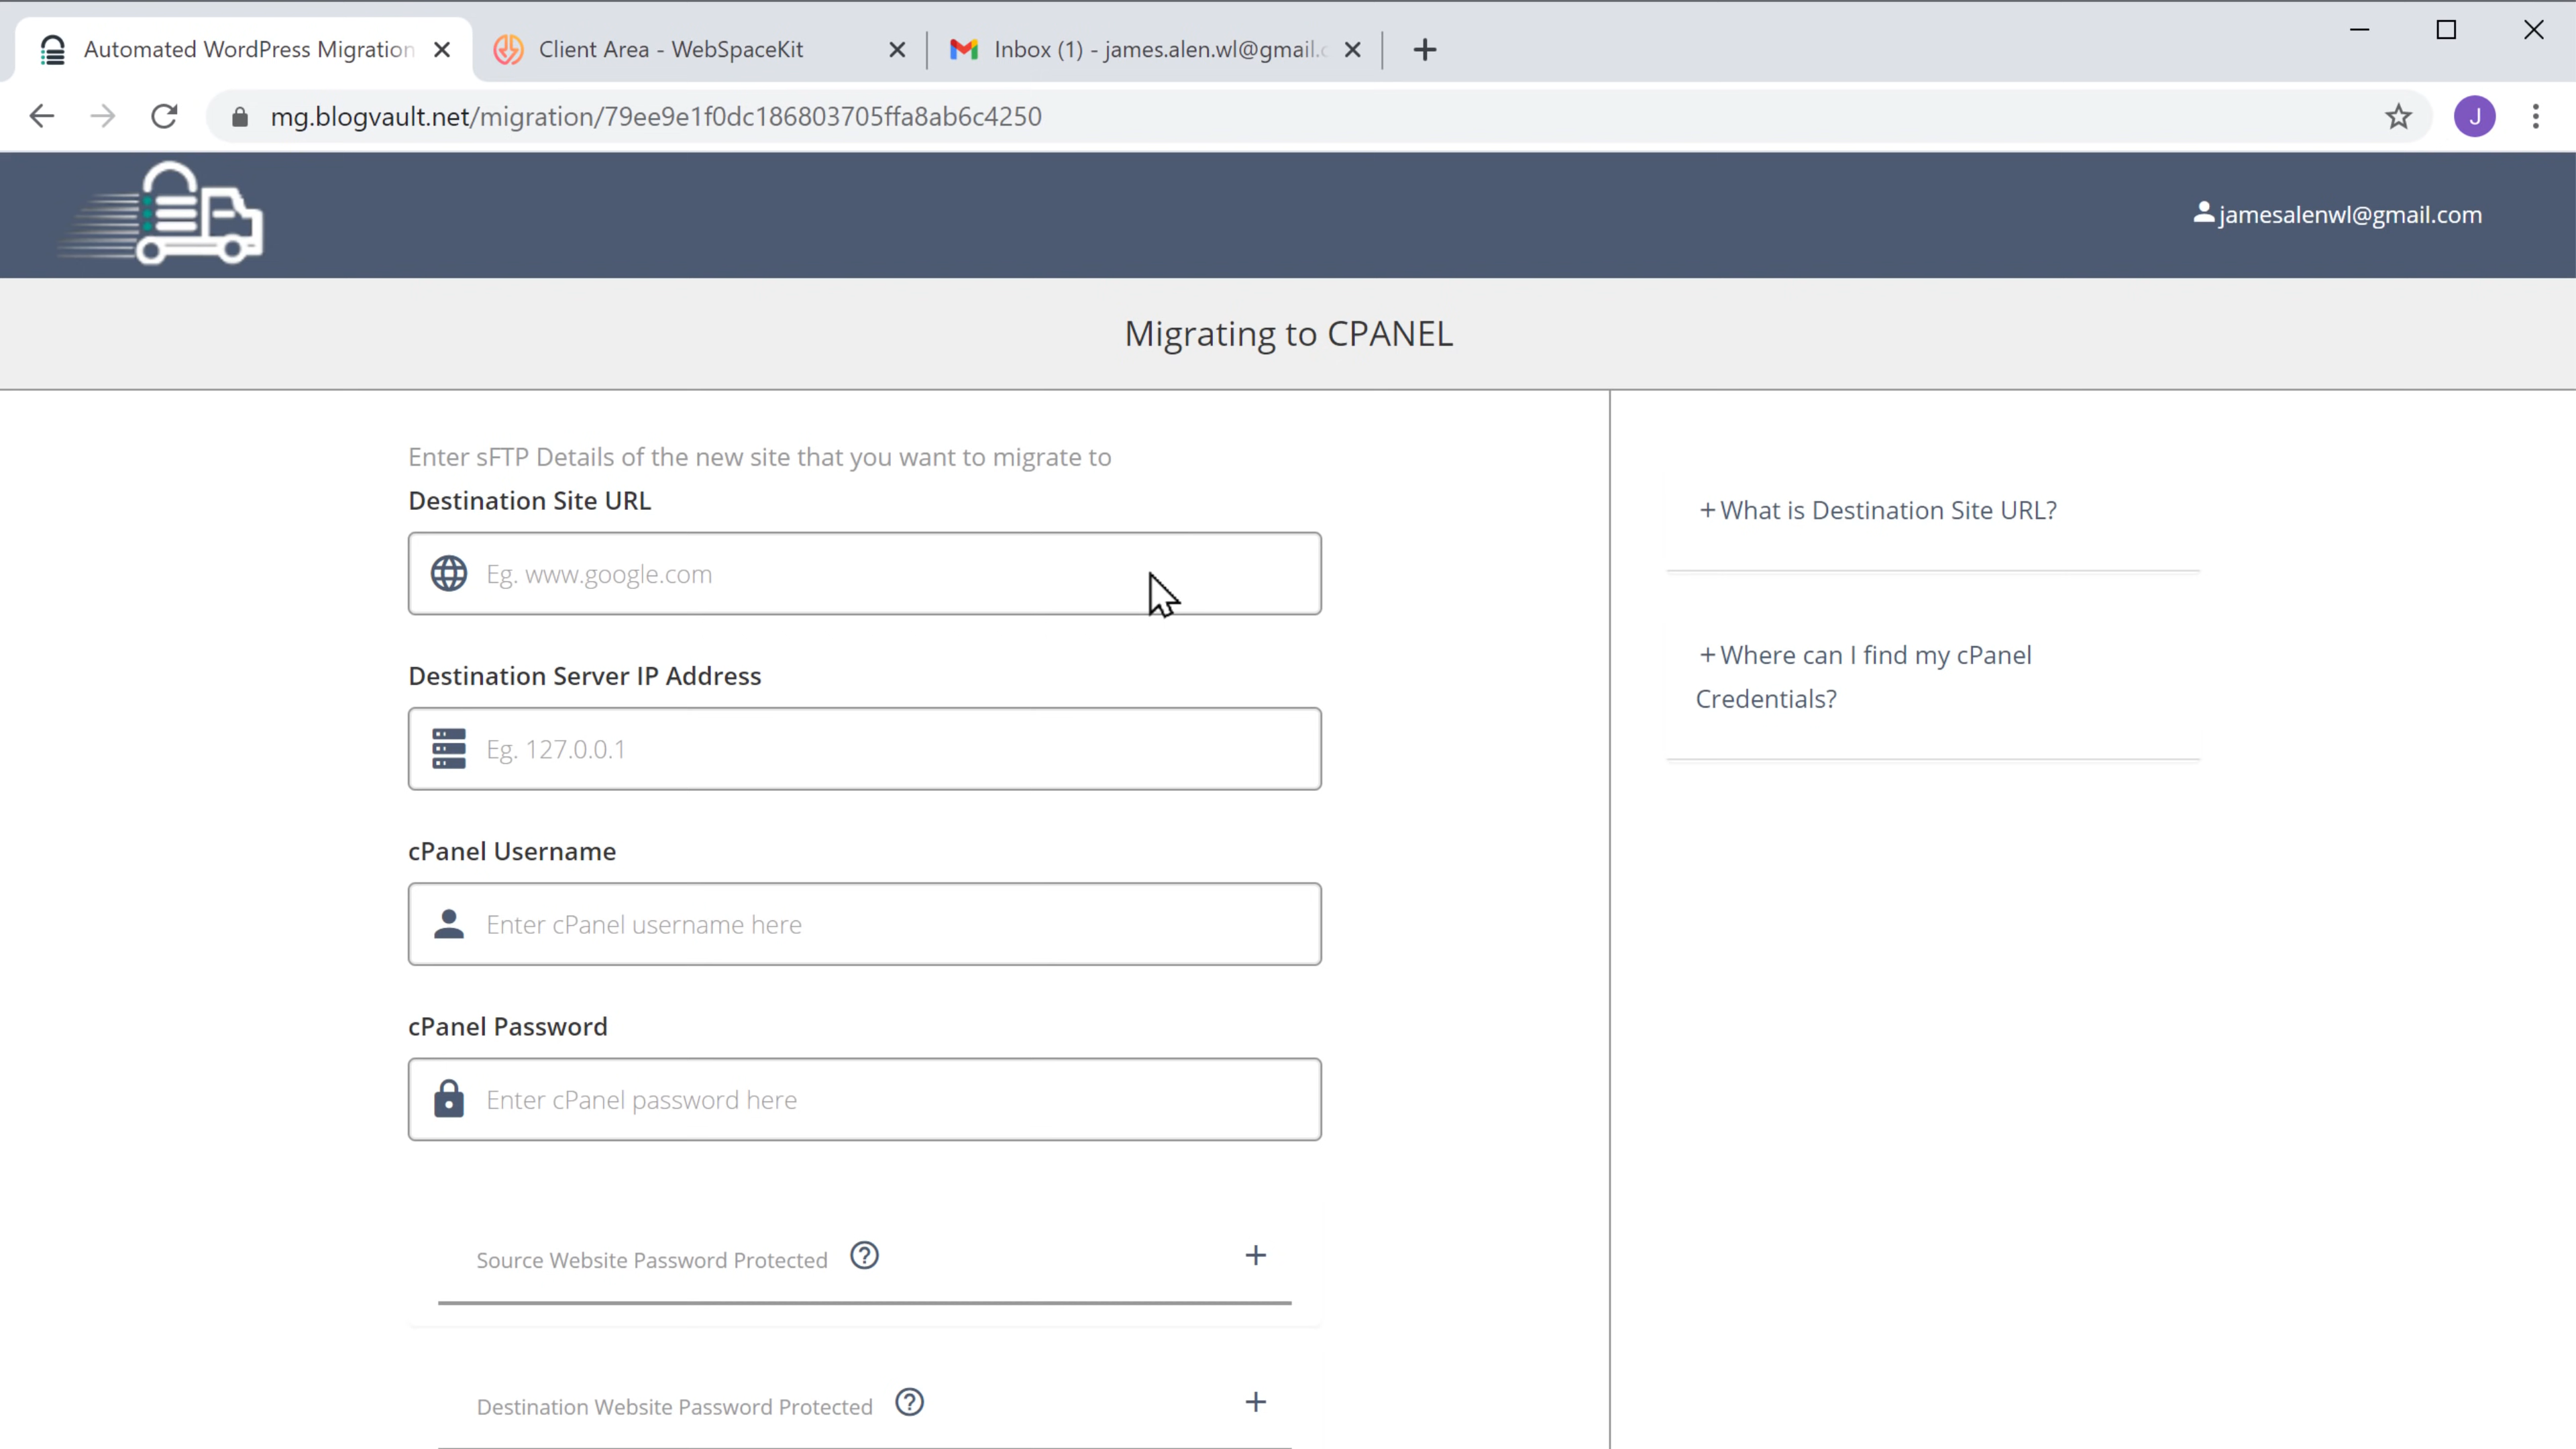 Automated WordPress Migration
Client Area - WebSpaceKit
Inbox (1) - james.alen.wl@gmail.c
mg.blogvault.net/migration/79ee9e1f0dc186803705ffa8ab6c4250
J
jamesalenwl@gmail.com
Migrating to CPANEL
Enter sFTP Details of the new site that you want to migrate to
Destination Site URL
Eg. www.google.com
Destination Server IP Address
Eg. 127.0.0.1
cPanel Username
Enter cPanel username here
cPanel Password
Enter cPanel password here
Source Website Password Protected ? +
Destination Website Password Protected ? +
+What is Destination Site URL?
+Where can I find my cPanel
Credentials?